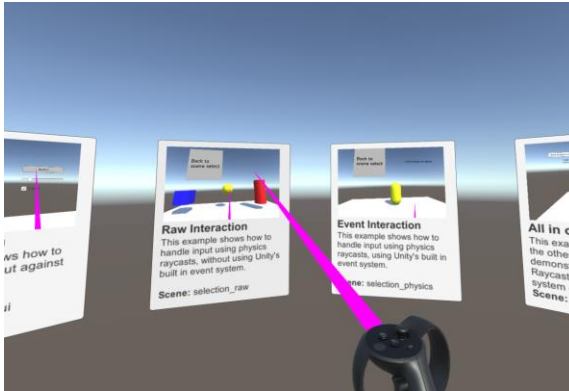 ws how to
ut against
ui
Back to
scene select
Raw Interaction
This example shows how to
handle input using physics
raycasts, without using Unity's
built in event system.
Scene: selection_raw
Back to
scene select
Event Interaction
This example shows how to
handle input using physics
raycasts, using Unity's built in
event system.
Scene: selection_physics
All in
This exa
the other
demons
Raycast
system
Scene: